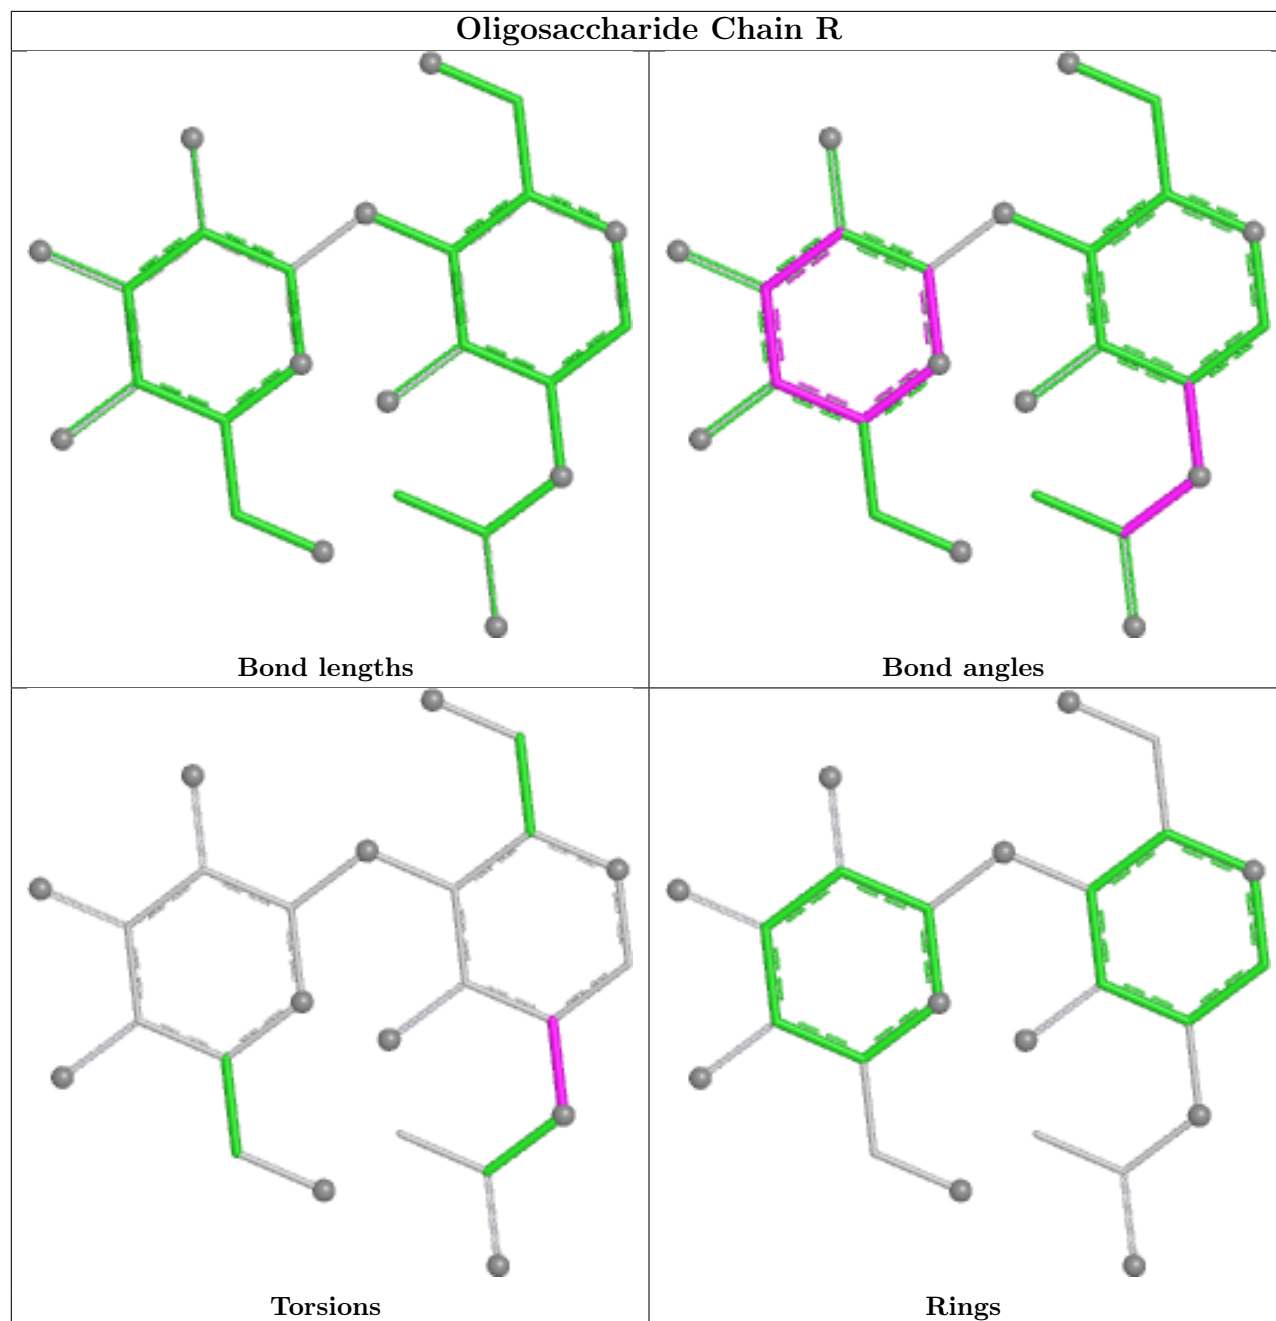 Oligosaccharide Chain R
Bond lengths
Bond angles
Torsions
Rings